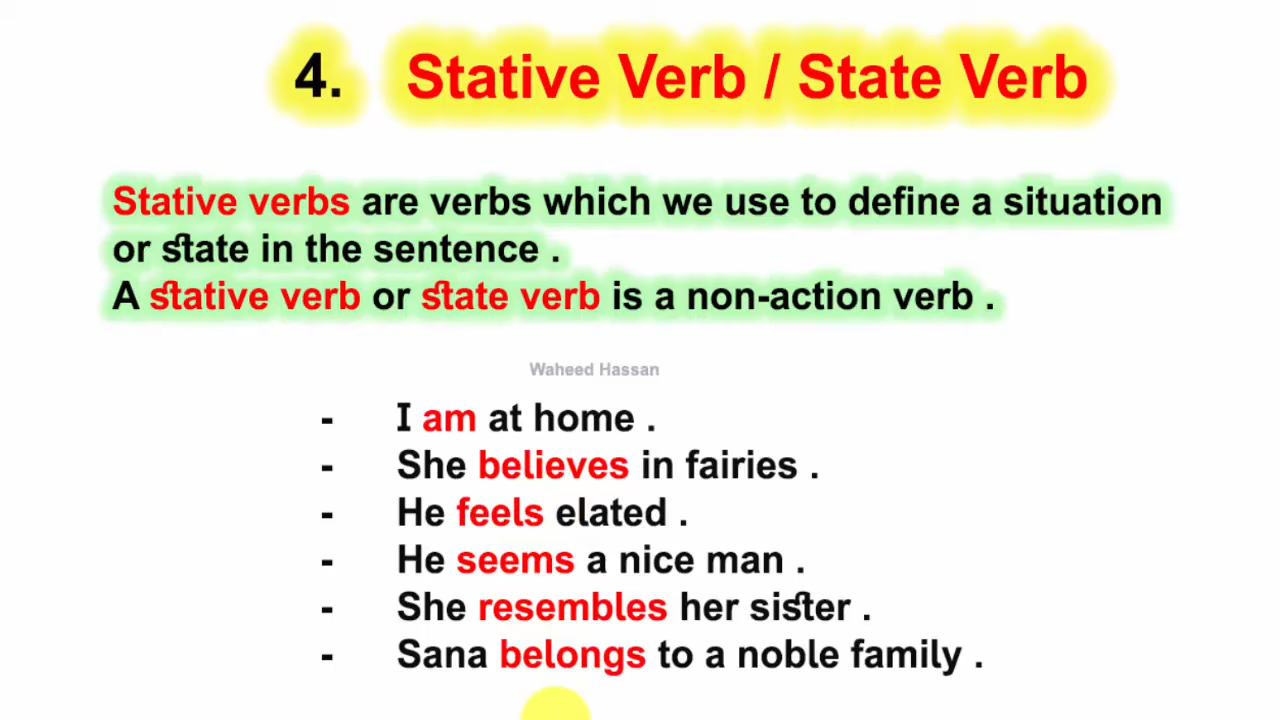 4. Stative Verb / State Verb
Stative verbs are verbs which we use to define a situation
or state in the sentence .
A stative verb or state verb is a non-action verb .
Waheed Hassan
- I am at home .
- She believes in fairies .
- He feels elated .
- He seems a nice man .
- She resembles her sister .
- Sana belongs to a noble family .